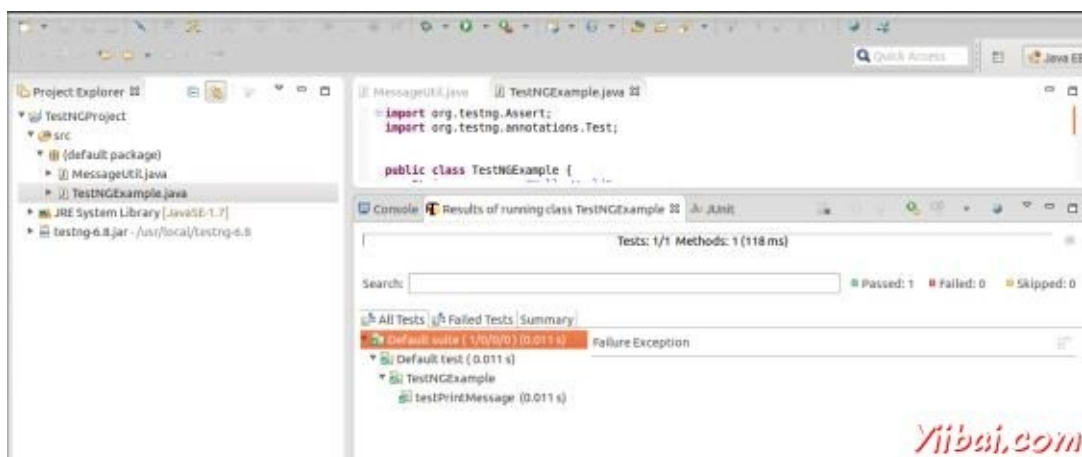 Quick Access
Java EE
Project Explorer
TestNGProject
src
(default package)
MessageUtil.java
TestNGExample.java
JRE System Library [JavaSE-1.7]
testng-6.8.jar - /usr/local/testng-6.8
MessageUtil.java
TestNGExample.java
import org.testng.Assert;
import org.testng.annotations.Test;
public class TestNGExample {
Console
Results of running class TestNGExample
JUnit
Tests: 1/1 Methods: 1 (118 ms)
Search:
Passed: 1
Failed: 0
Skipped: 0
All Tests
Failed Tests
Summary
Default suite ( 1/0/0/0 ) (0.011 s)
Failure Exception
Default test ( 0.011 s)
TestNGExample
testPrintMessage (0.011 s)
Yiibai.com